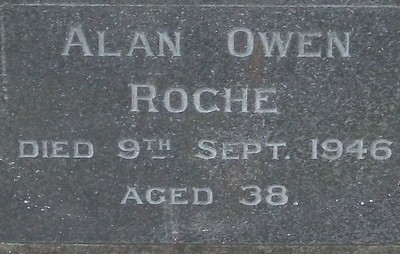 Alan Owen
Roche
died 9th Sept. 1946
aged 38.